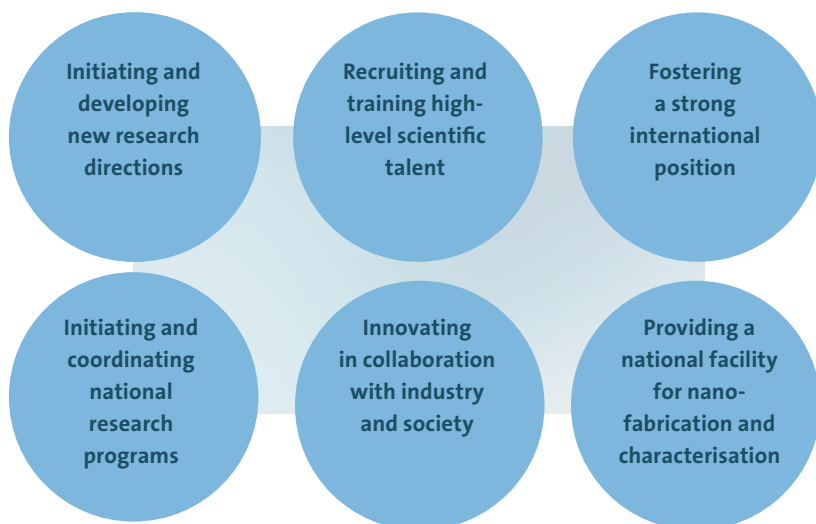 Initiating and
developing
new research
directions
Recruiting and
training high-
level scientific
talent
Fostering
a strong
international
position
Initiating and
coordinating
national
research
programs
Innovating
in collaboration
with industry
and society
Providing a
national facility
for nano-
fabrication and
characterisation